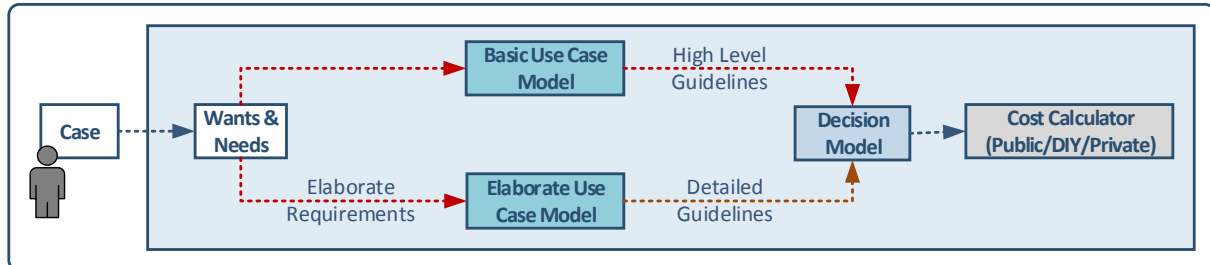 Case
Wants &
Needs
Basic Use Case
Model
High Level
Guidelines
Elaborate
Requirements
Elaborate Use
Case Model
Detailed
Guidelines
Decision
Model
Cost Calculator
(Public/DIY/Private)